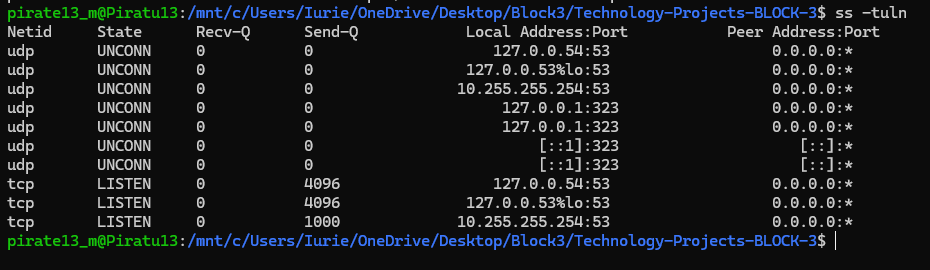 pirate13_m@Piratu13:/mnt/c/Users/Iurie/OneDrive/Desktop/Block3/Technology-Projects-BLOCK-3$ ss -tuln
Netid State Recv-Q Send-Q Local Address:Port Peer Address:Port
udp UNCONN 0 0 127.0.0.54:53 0.0.0.0:*
udp UNCONN 0 0 127.0.0.53%lo:53 0.0.0.0:*
udp UNCONN 0 0 10.255.255.254:53 0.0.0.0:*
udp UNCONN 0 0 127.0.0.1:323 0.0.0.0:*
udp UNCONN 0 0 127.0.0.1:323 0.0.0.0:*
udp UNCONN 0 0 [::1]:323 [::]:*
udp UNCONN 0 0 [::1]:323 [::]:*
tcp LISTEN 0 4096 127.0.0.54:53 0.0.0.0:*
tcp LISTEN 0 4096 127.0.0.53%lo:53 0.0.0.0:*
tcp LISTEN 0 1000 10.255.255.254:53 0.0.0.0:*
pirate13_m@Piratu13:/mnt/c/Users/Iurie/OneDrive/Desktop/Block3/Technology-Projects-BLOCK-3$